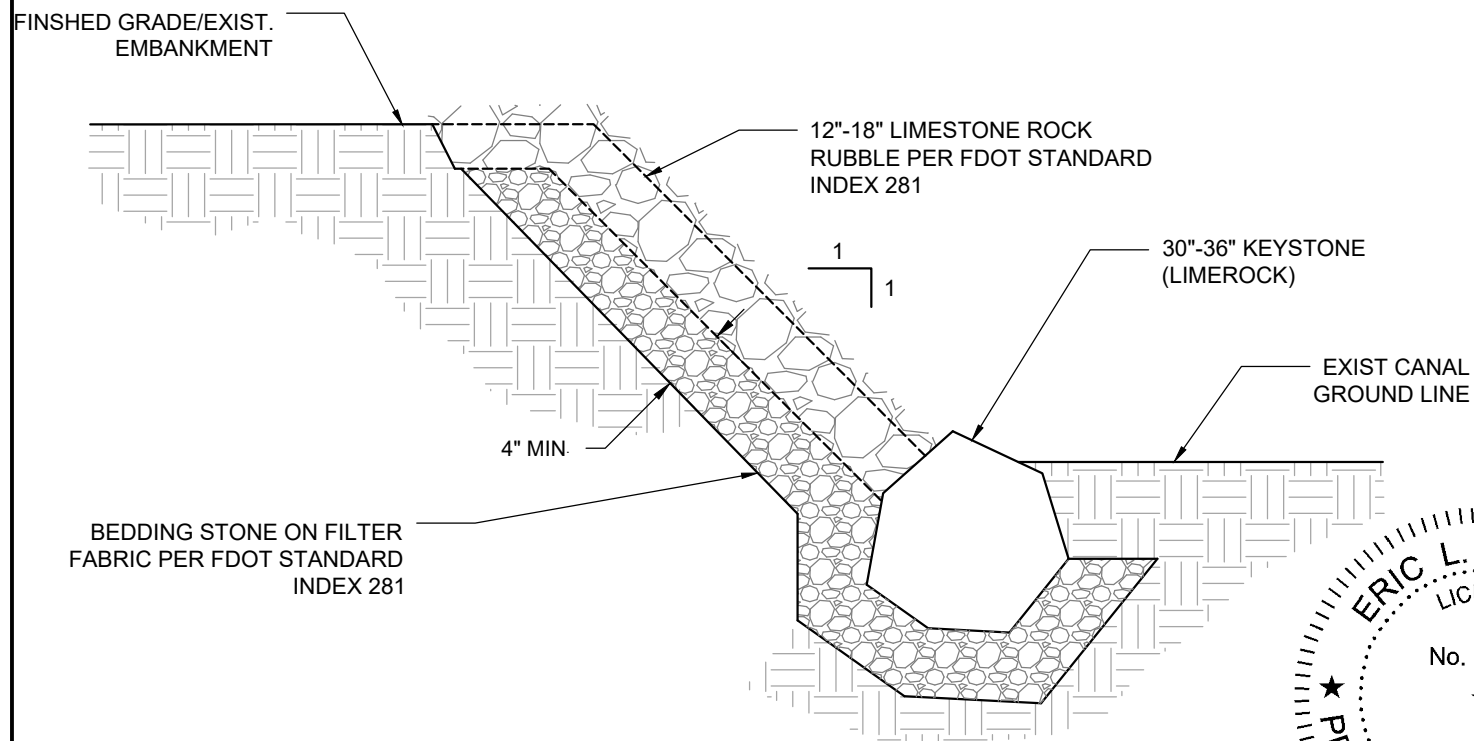 FINSHED GRADE/EXIST.
EMBANKMENT
12"-18" LIMESTONE ROCK
RUBBLE PER FDOT STANDARD
INDEX 281
1
1
30"-36" KEYSTONE
(LIMEROCK)
EXIST CANAL
GROUND LINE
4" MIN.
BEDDING STONE ON FILTER
FABRIC PER FDOT STANDARD
INDEX 281
ERIC L.
No.